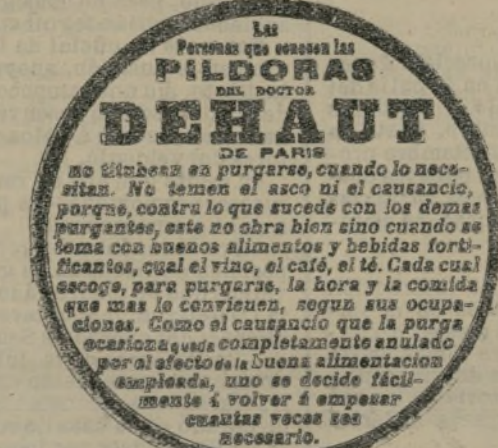 Las
Personas que conocen las
PILDORAS
DEL DOCTOR
DEHAUT
DE PARIS
no titubean en purgarse, cuando lo nece-
sitan. No temen el asco ni el causancio,
porque, contra lo que sucede con los demas
purgantes, este no obra bien sino cuando se
toma con buenos alimentos y bebidas forti-
ficantes, cual el vino, el café, el té. Cada cual
escoge, para purgarse, la hora y la comida
que mas le convienen, segun sus ocupa-
ciones. Como el causancio que la purga
ocasiona queda completamente anulado
por el efecto de la buena alimentacion
empleada, uno se decide fácil-
mente á volver á empezar
cuantas veces sea
necesario.